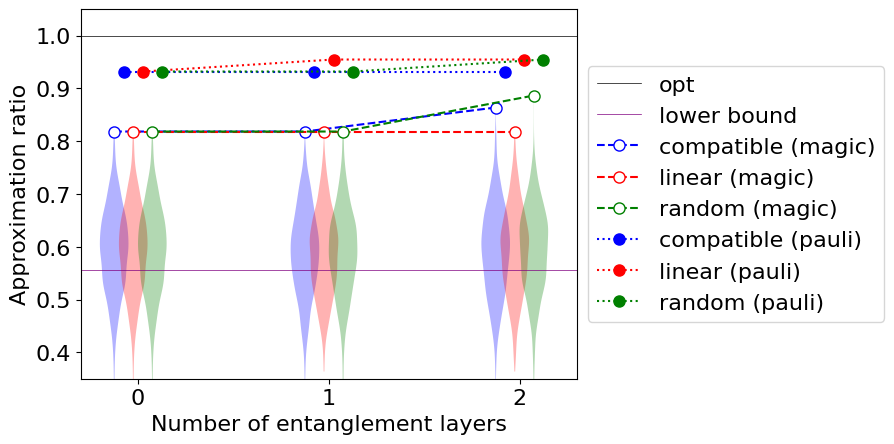 1.0
0.9
0.8
0.7
0.6
0.5
0.4
Approximation ratio
0 1 2
Number of entanglement layers
opt
lower bound
compatible (magic)
linear (magic)
random (magic)
compatible (pauli)
linear (pauli)
random (pauli)